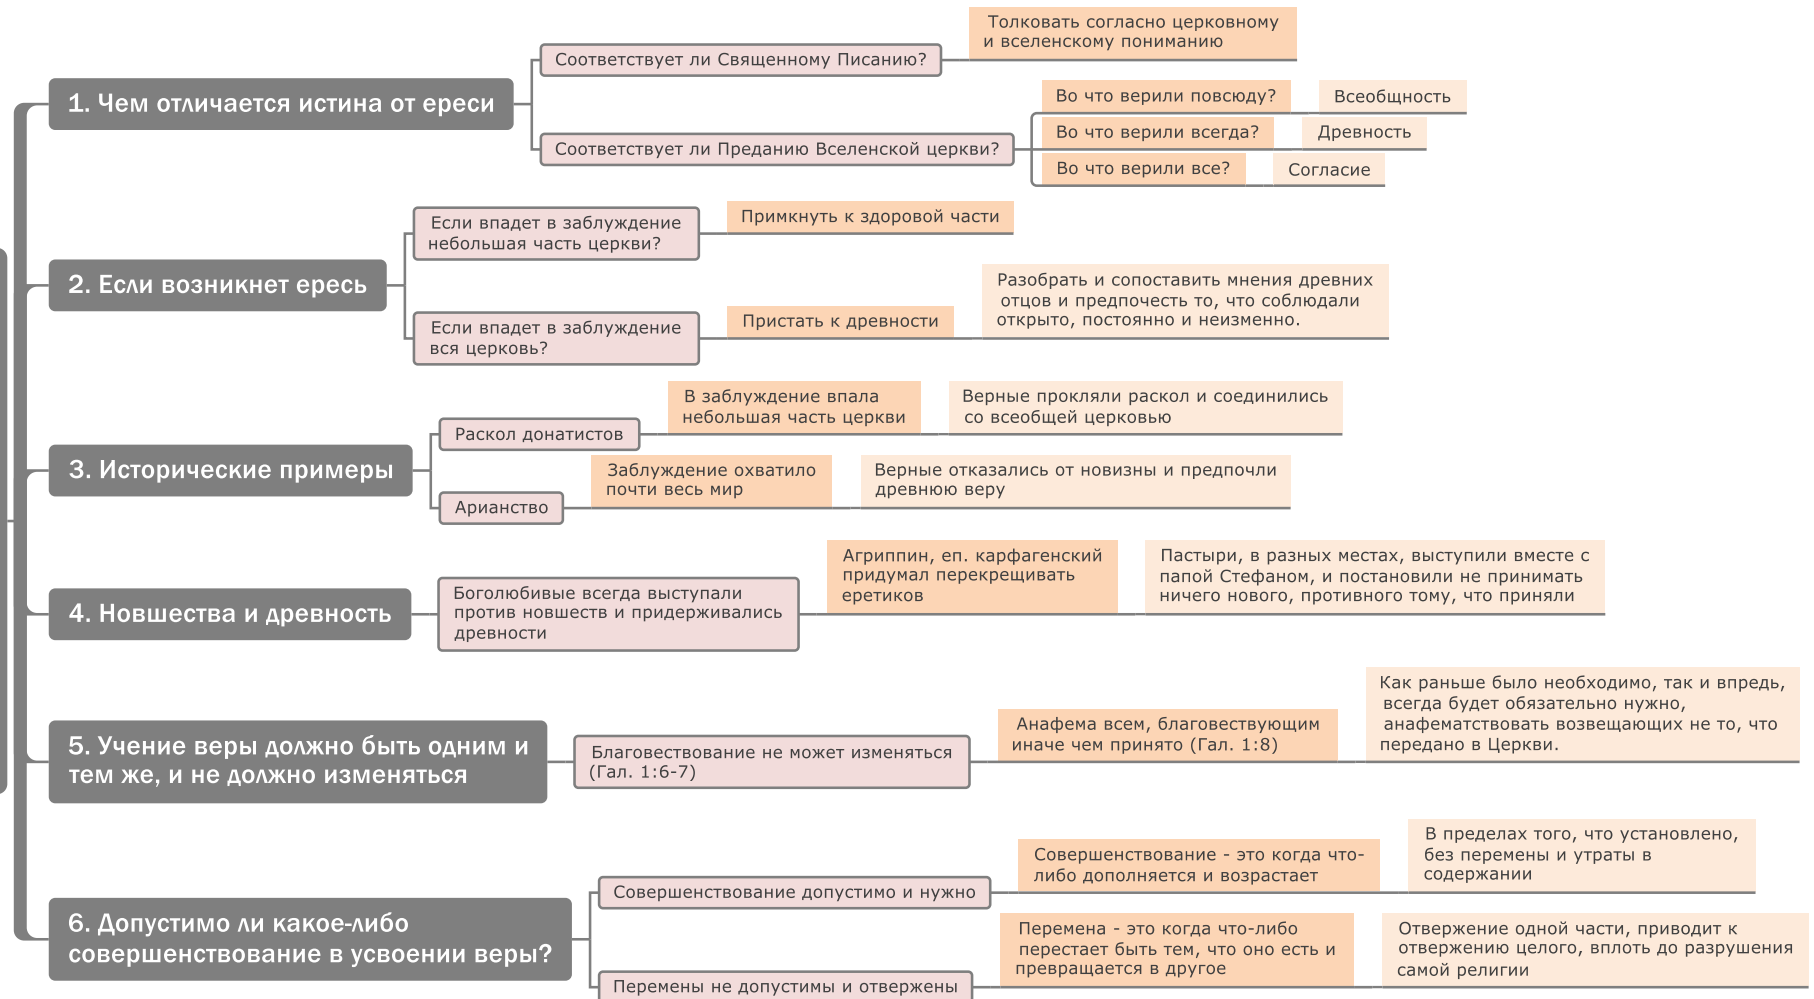 1. Чем отличается истина от ереси
Соответствует ли Священному Писанию?
Толковать согласно церковному
и вселенскому пониманию
Соответствует ли Преданию Вселенской церкви?
Во что верили повсюду?
Всеобщность
Во что верили всегда?
Древность
Во что верили все?
Согласие
2. Если возникнет ересь
Если впадет в заблуждение
небольшая часть церкви?
Примкнуть к здоровой части
Если впадет в заблуждение
вся церковь?
Пристать к древности
Разобрать и сопоставить мнения древних
отцов и предпочесть то, что соблюдали
открыто, постоянно и неизменно.
3. Исторические примеры
Раскол донатистов
В заблуждение впала
небольшая часть церкви
Верные прокляли раскол и соединились
со всеобщей церковью
Арианство
Заблуждение охватило
почти весь мир
Верные отказались от новизны и предпочли
древнюю веру
4. Новшества и древность
Боголюбивые всегда выступали
против новшеств и придерживались
древности
Агриппин, еп. карфагенский
придумал перекрещивать
еретиков
Пастыри, в разных местах, выступили вместе с
папой Стефаном, и постановили не принимать
ничего нового, противного тому, что приняли
5. Учение веры должно быть одним и
тем же, и не должно изменяться
Благовествование не может изменяться
(Гал. 1:6-7)
Анафема всем, благовествующим
иначе чем принято (Гал. 1:8)
Как раньше было необходимо, так и впредь,
всегда будет обязательно нужно,
анафематствовать возвещающих не то, что
передано в Церкви.
6. Допустимо ли какое-либо
совершенствование в усвоении веры?
Совершенствование допустимо и нужно
Совершенствование - это когда что-
либо дополняется и возрастает
В пределах того, что установлено,
без перемены и утраты в
содержании
Перемены не допустимы и отвержены
Перемена - это когда что-либо
перестает быть тем, что оно есть и
превращается в другое
Отвержение одной части, приводит к
отвержению целого, вплоть до разрушения
самой религии